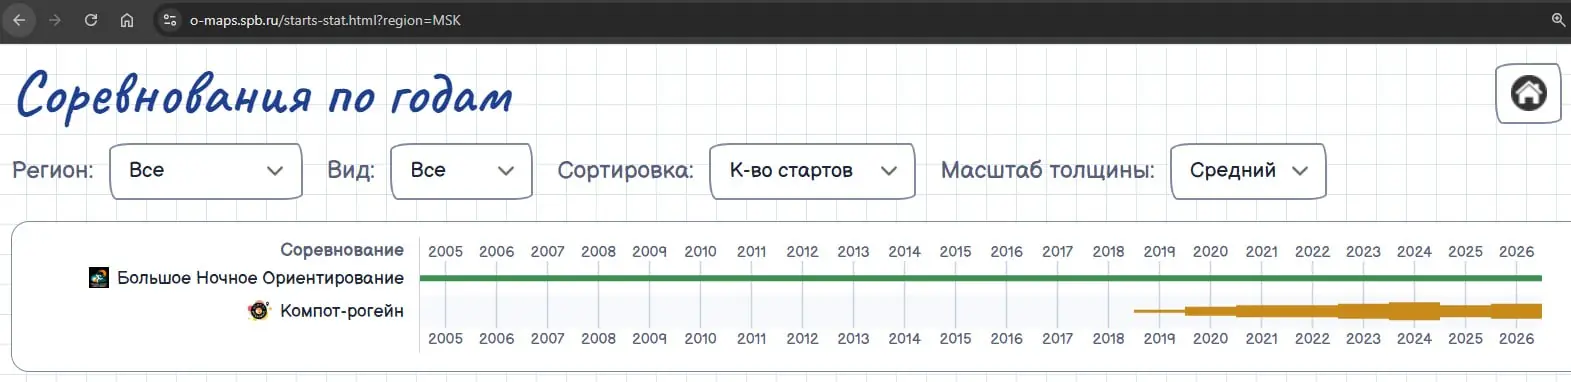 o-maps.spb.ru/starts-stat.html?region=MSK
Соревнования по годам
Регион: Все Вид: Все Сортировка: К-во стартов Масштаб толщины: Средний
Соревнование 2005 2006 2007 2008 2009 2010 2011 2012 2013 2014 2015 2016 2017 2018 2019 2020 2021 2022 2023 2024 2025 2026
Большое Ночное Ориентирование
Компот-рогейн
2005 2006 2007 2008 2009 2010 2011 2012 2013 2014 2015 2016 2017 2018 2019 2020 2021 2022 2023 2024 2025 2026